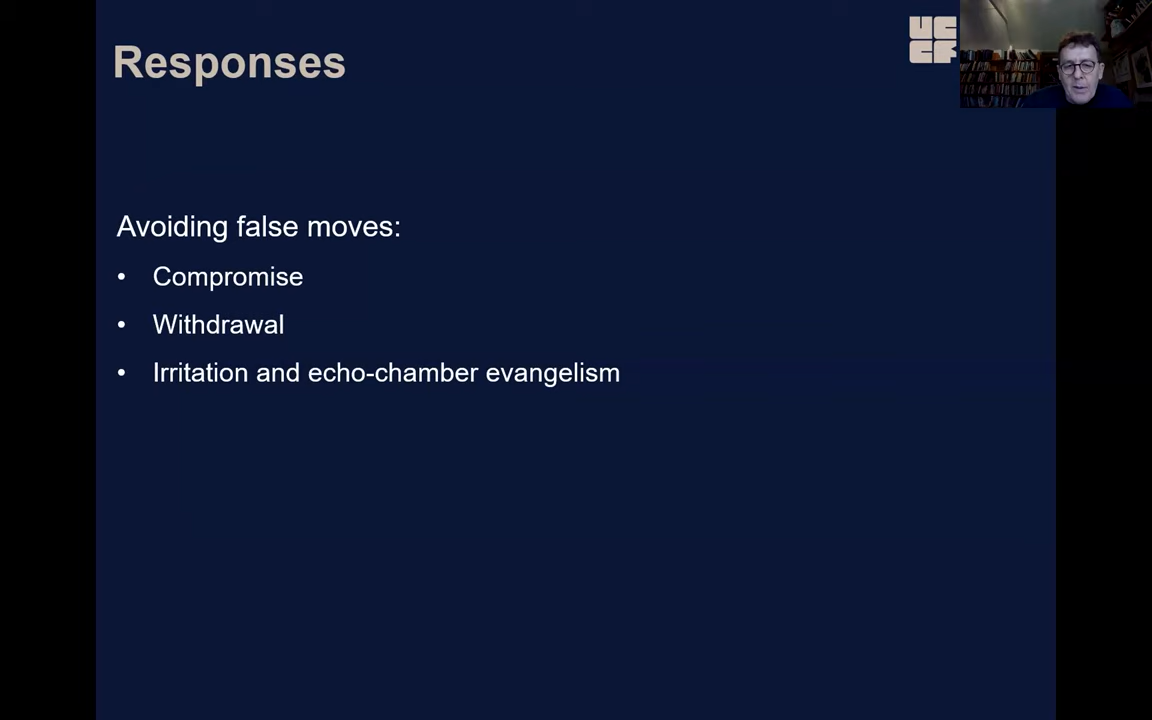 Responses
UC
CF
Avoiding false moves:
• Compromise
• Withdrawal
• Irritation and echo-chamber evangelism